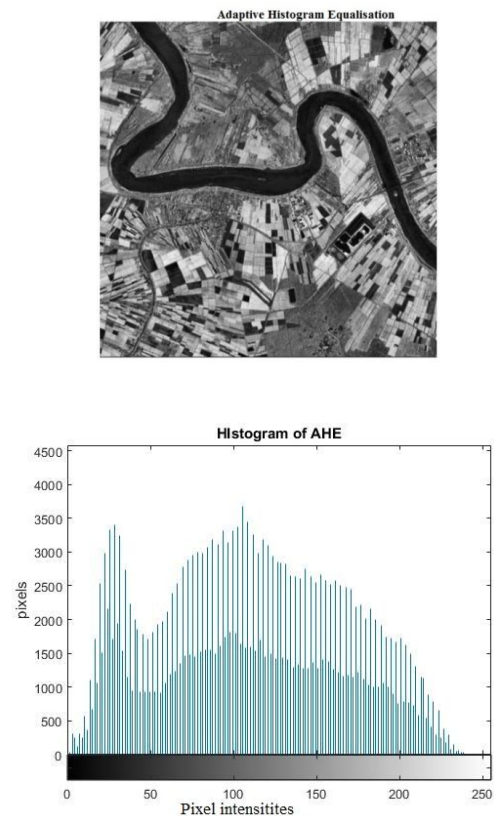 Adaptive Histogram Equalisation
HIstogram of AHE
4500
4000
3500
3000
2500
2000
1500
1000
500
0
pixels
0 50 100 150 200 250
Pixel intensitites